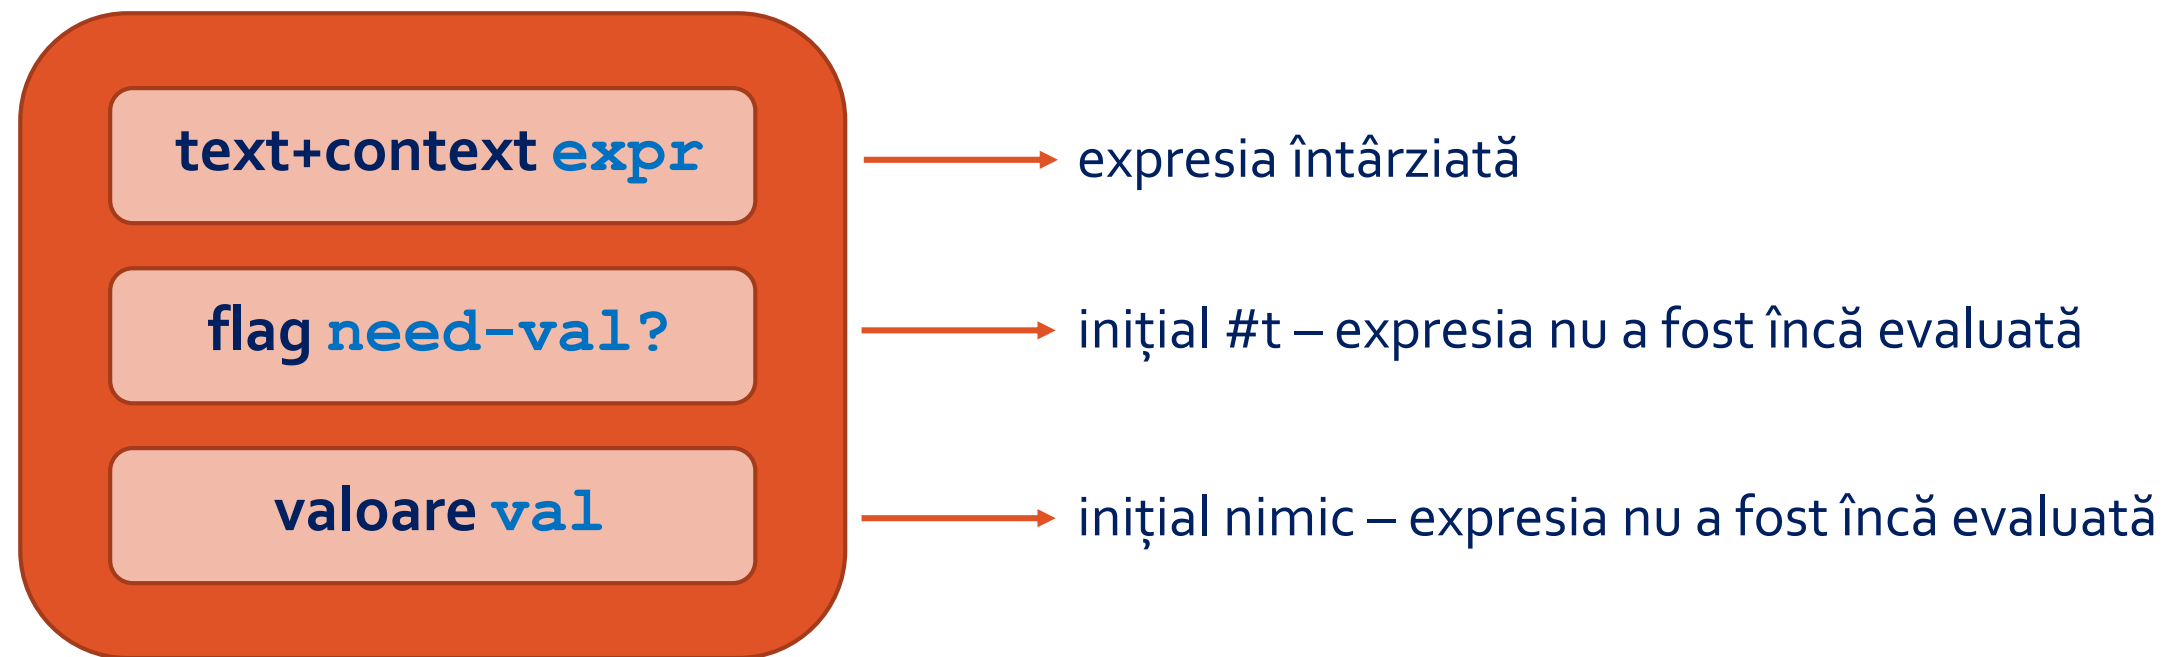 text+context expr
expresia întârziată
flag need-val?
inițial #t – expresia nu a fost încă evaluată
valoare val
inițial nimic – expresia nu a fost încă evaluată